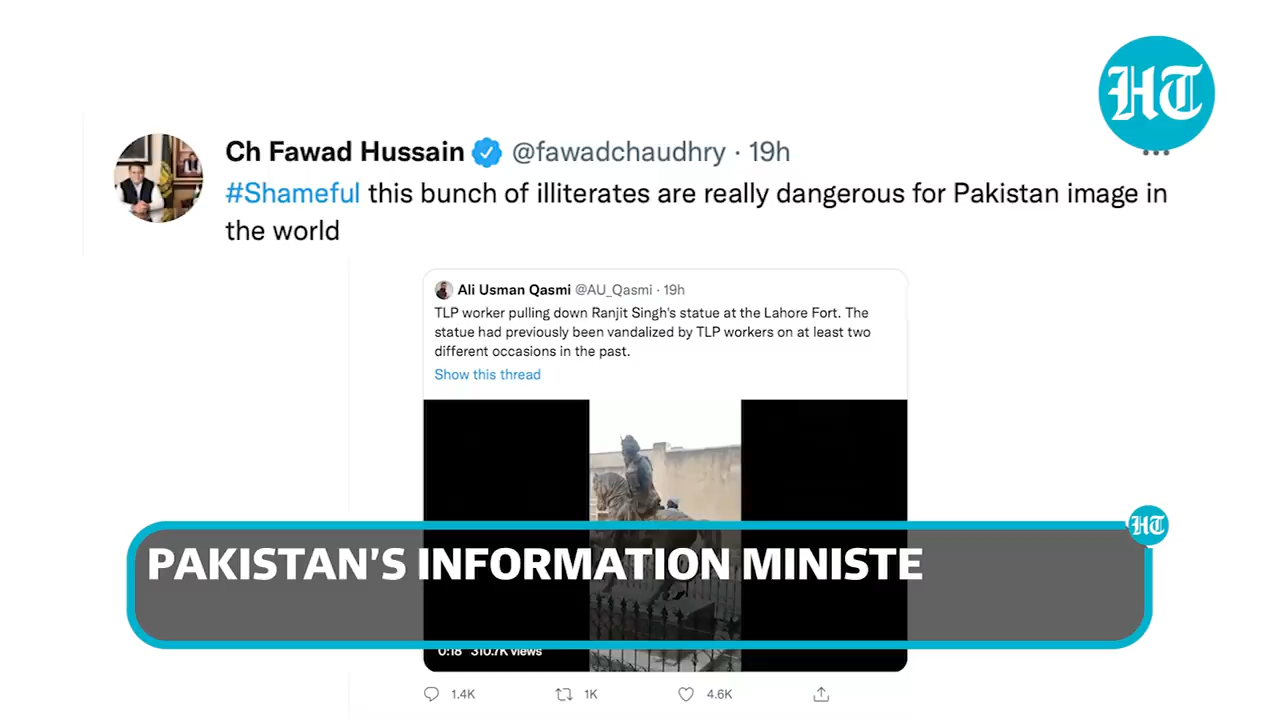 HT
Ch Fawad Hussain @fawadchaudhry · 19h
#Shameful this bunch of illiterates are really dangerous for Pakistan image in
the world
Ali Usman Qasmi @AU_Qasmi · 19h
TLP worker pulling down Ranjit Singh's statue at the Lahore Fort. The
statue had previously been vandalized by TLP workers on at least two
different occasions in the past.
Show this thread
HT
PAKISTAN'S INFORMATION MINISTE
0:18 310.7K views
1.4K 1K 4.6K